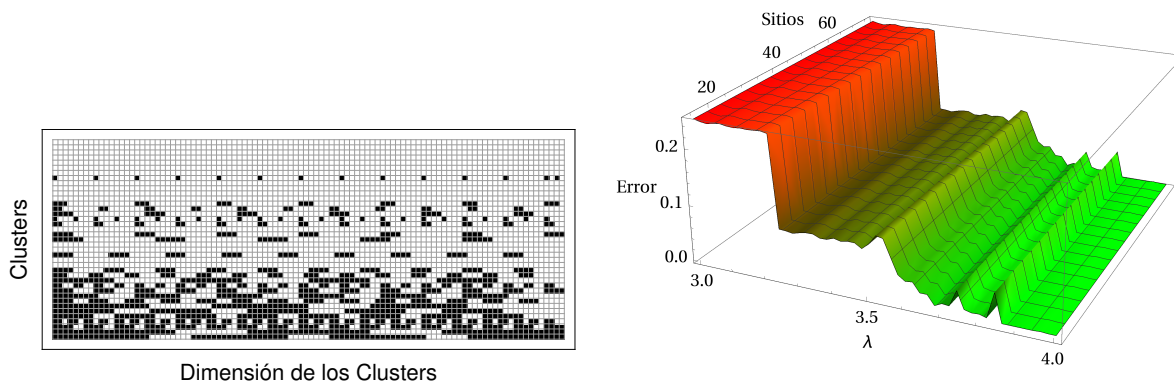 Clusters
Dimensión de los Clusters
Sitios
20
40
60
Error
0.2
0.1
0.0
3.0
3.5
4.0
λ